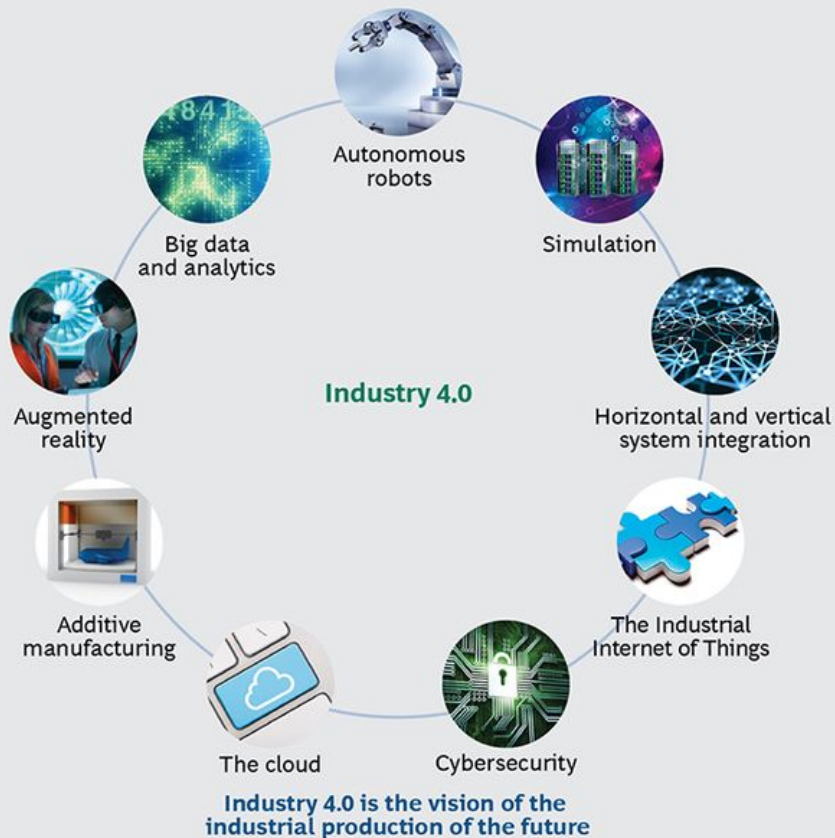 Autonomous
robots
Simulation
Horizontal and vertical
system integration
The Industrial
Internet of Things
Cybersecurity
The cloud
Additive
manufacturing
Augmented
reality
Big data
and analytics
Industry 4.0
Industry 4.0 is the vision of the
industrial production of the future